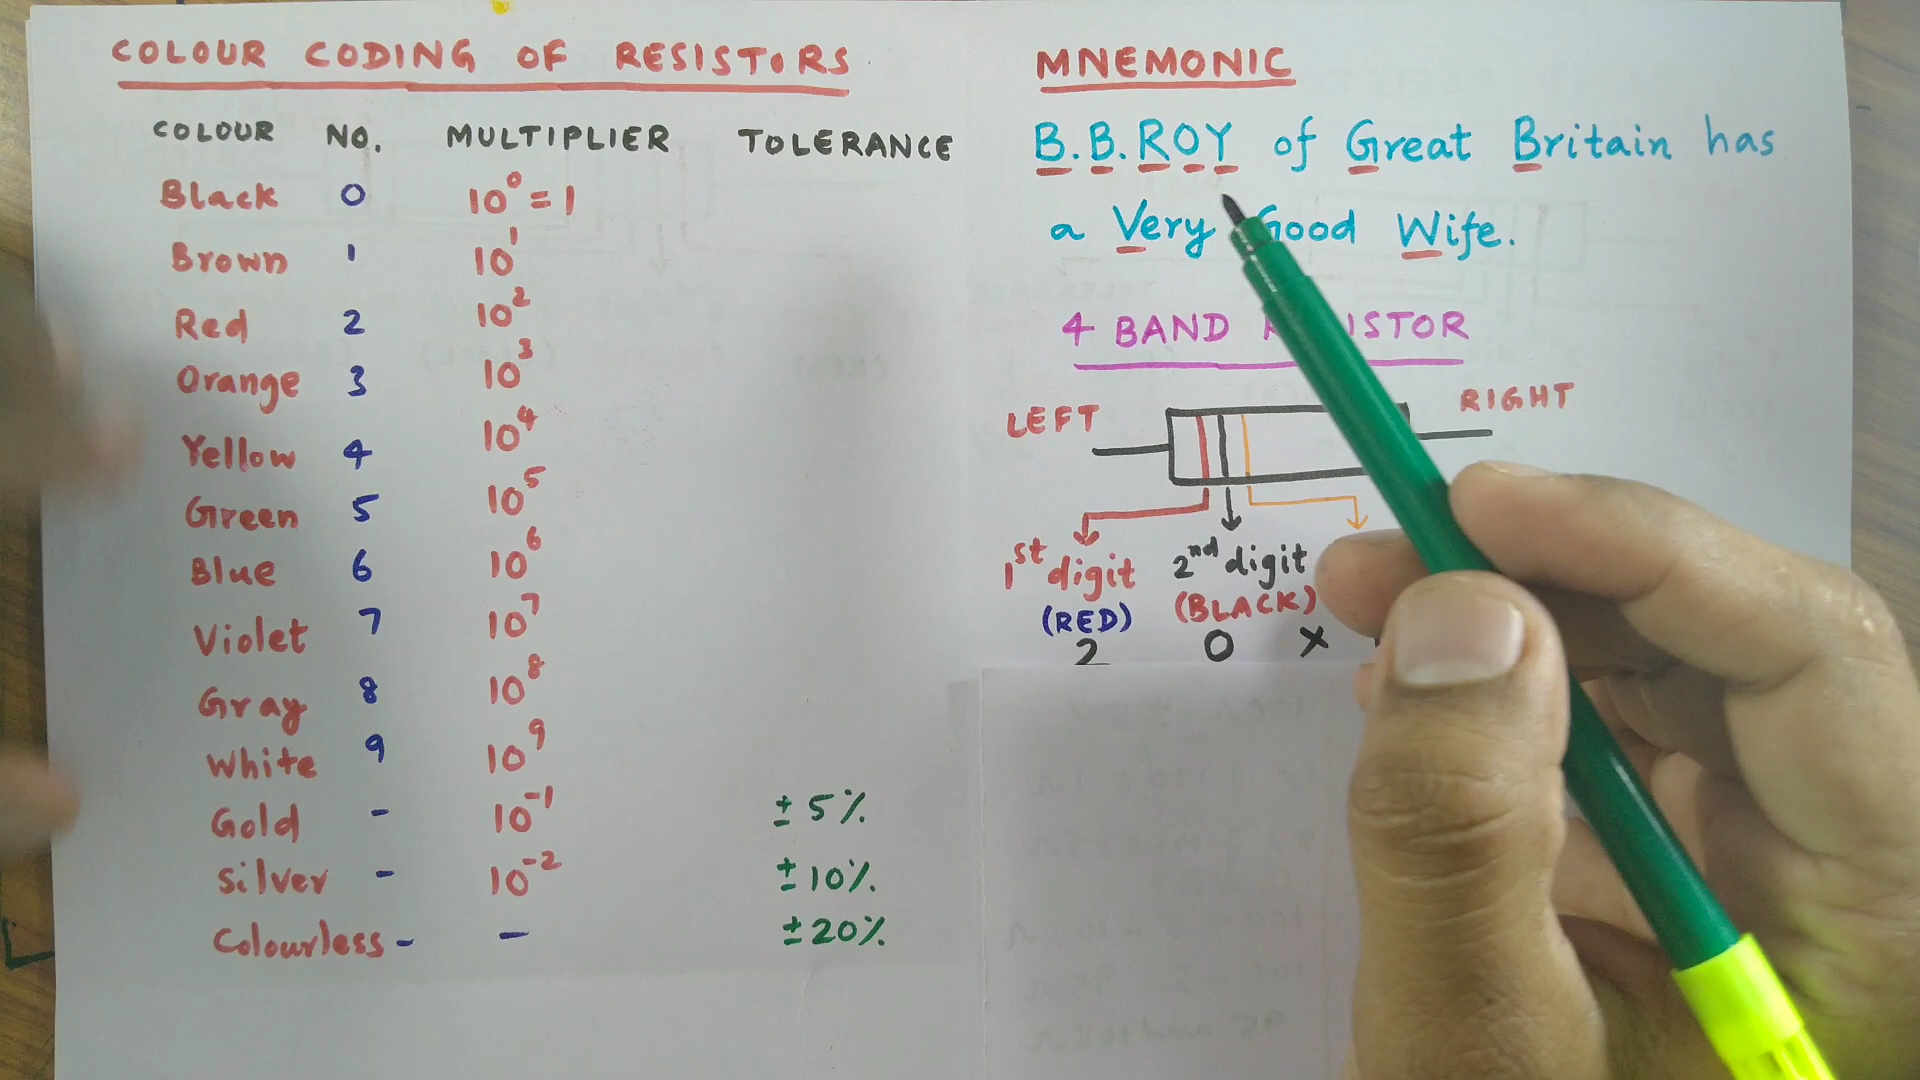 COLOUR CODING OF RESISTORS
COLOUR NO. MULTIPLIER TOLERANCE
Black 0 10⁰ = 1
Brown 1 10¹
Red 2 10²
Orange 3 10³
Yellow 4 10⁴
Green 5 10⁵
Blue 6 10⁶
Violet 7 10⁷
Gray 8 10⁸
White 9 10⁹
Gold - 10⁻¹ ± 5%
Silver - 10⁻² ± 10%
Colourless - - ± 20%
MNEMONIC
B.B.ROY of Great Britain has
a Very Good Wife.
4 BAND
LEFT RIGHT
1st digit 2nd digit
(RED) (BLACK)
2 0 ×